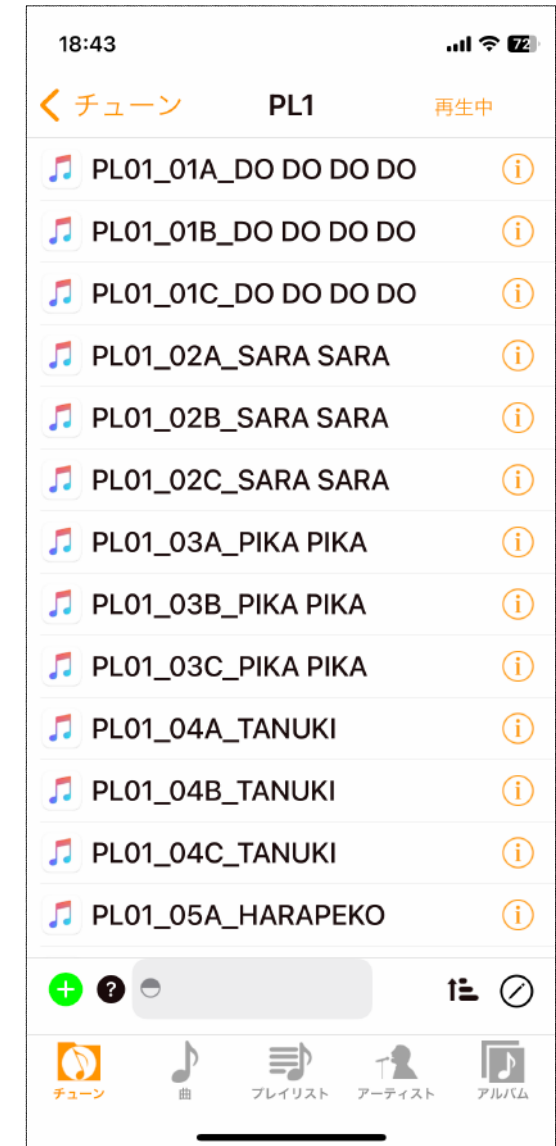 18:43 72
チューン PL1 再生中
PL01_01A_DO DO DO DO
PL01_01B_DO DO DO DO
PL01_01C_DO DO DO DO
PL01_02A_SARA SARA
PL01_02B_SARA SARA
PL01_02C_SARA SARA
PL01_03A_PIKA PIKA
PL01_03B_PIKA PIKA
PL01_03C_PIKA PIKA
PL01_04A_TANUKI
PL01_04B_TANUKI
PL01_04C_TANUKI
PL01_05A_HARAPEKO
チューン 曲 プレイリスト アーティスト アルバム